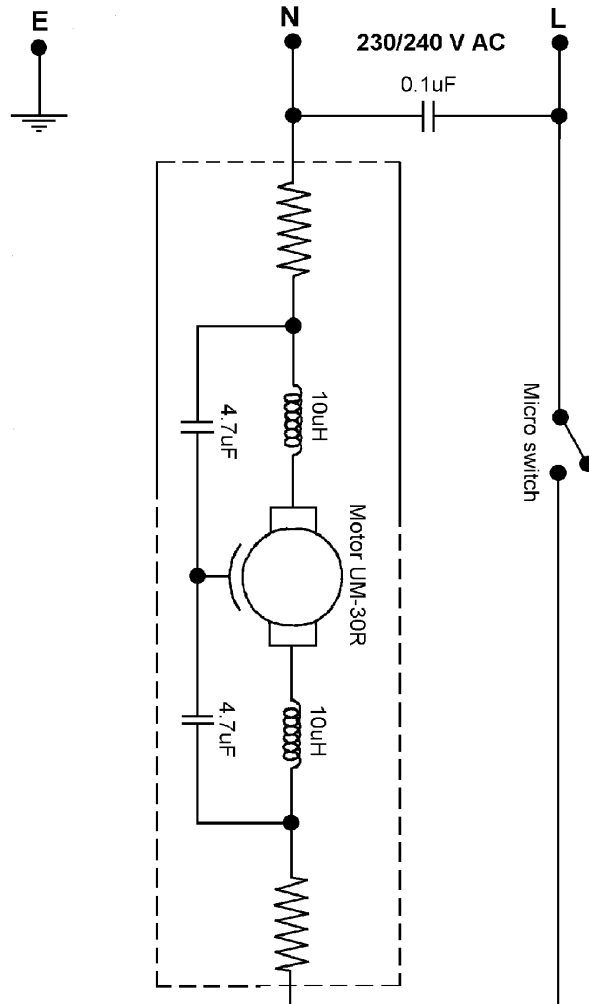 E
N
L
230/240 V AC
0.1uF
10uH
4.7uF
Micro switch
Motor UM-30R
10uH
4.7uF